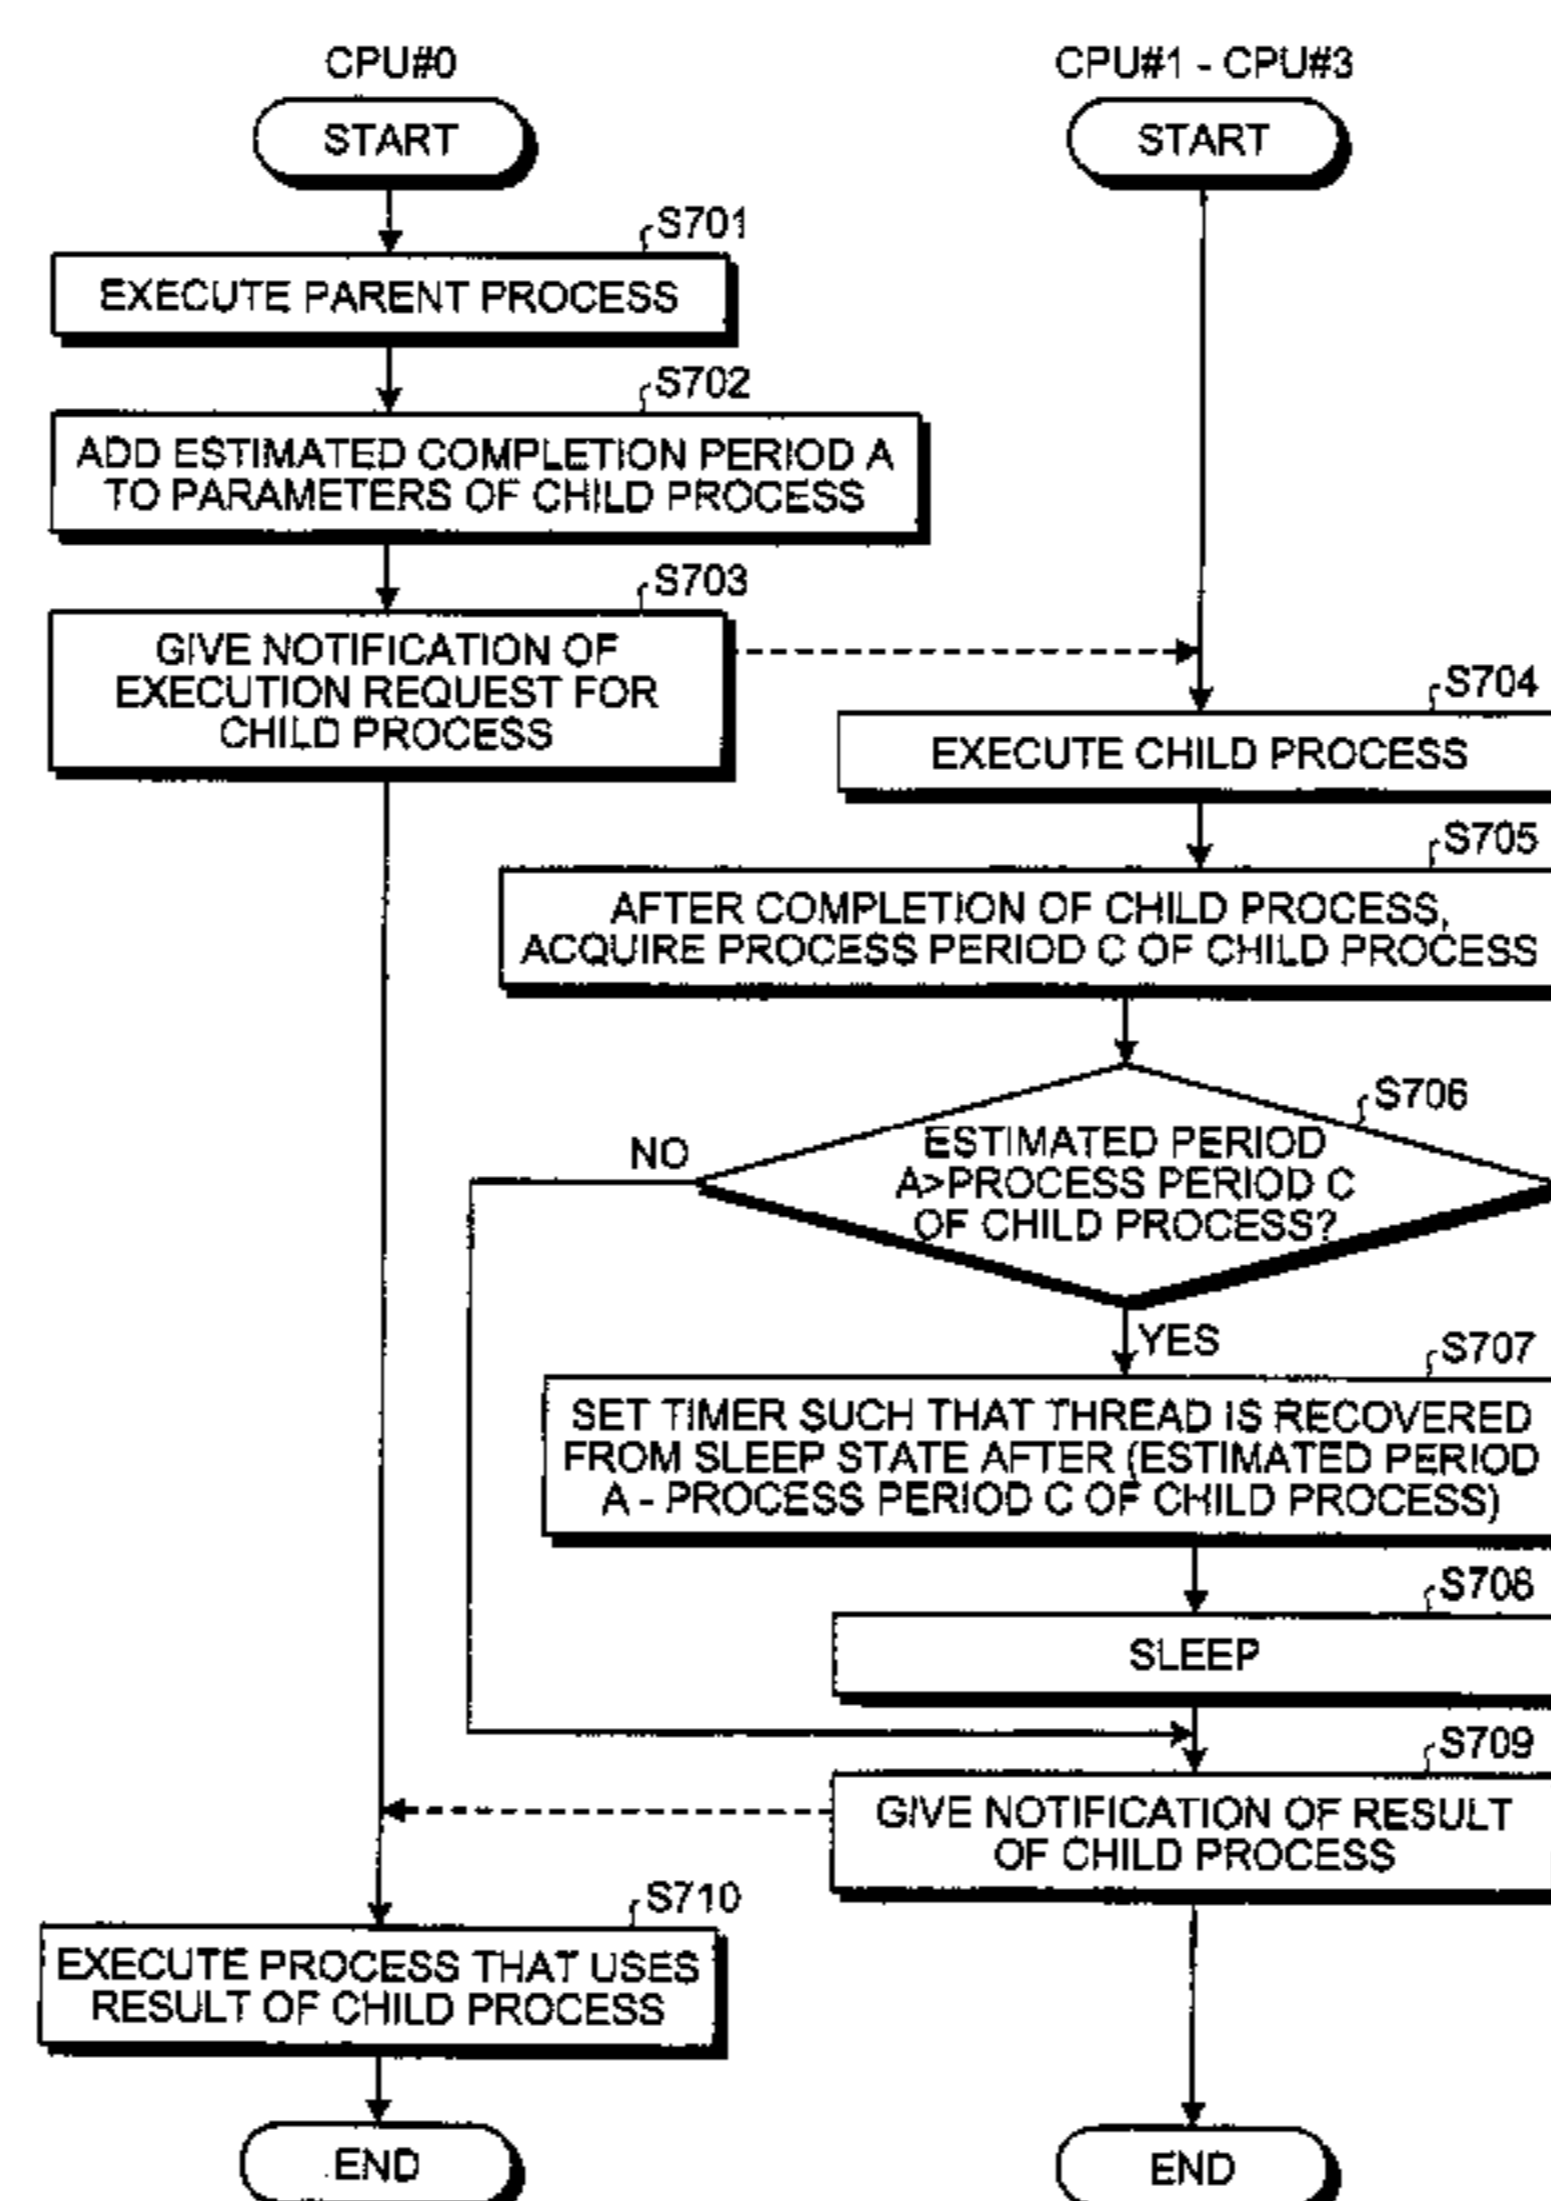 CPU#0
START
S701
EXECUTE PARENT PROCESS
S702
ADD ESTIMATED COMPLETION PERIOD A
TO PARAMETERS OF CHILD PROCESS
S703
GIVE NOTIFICATION OF
EXECUTION REQUEST FOR
CHILD PROCESS
CPU#1 - CPU#3
START
S704
EXECUTE CHILD PROCESS
S705
AFTER COMPLETION OF CHILD PROCESS,
ACQUIRE PROCESS PERIOD C OF CHILD PROCESS
S706
ESTIMATED PERIOD
A>PROCESS PERIOD C
OF CHILD PROCESS?
NO
YES
S707
SET TIMER SUCH THAT THREAD IS RECOVERED
FROM SLEEP STATE AFTER (ESTIMATED PERIOD
A - PROCESS PERIOD C OF CHILD PROCESS)
S708
SLEEP
S709
GIVE NOTIFICATION OF RESULT
OF CHILD PROCESS
END
S710
EXECUTE PROCESS THAT USES
RESULT OF CHILD PROCESS
END